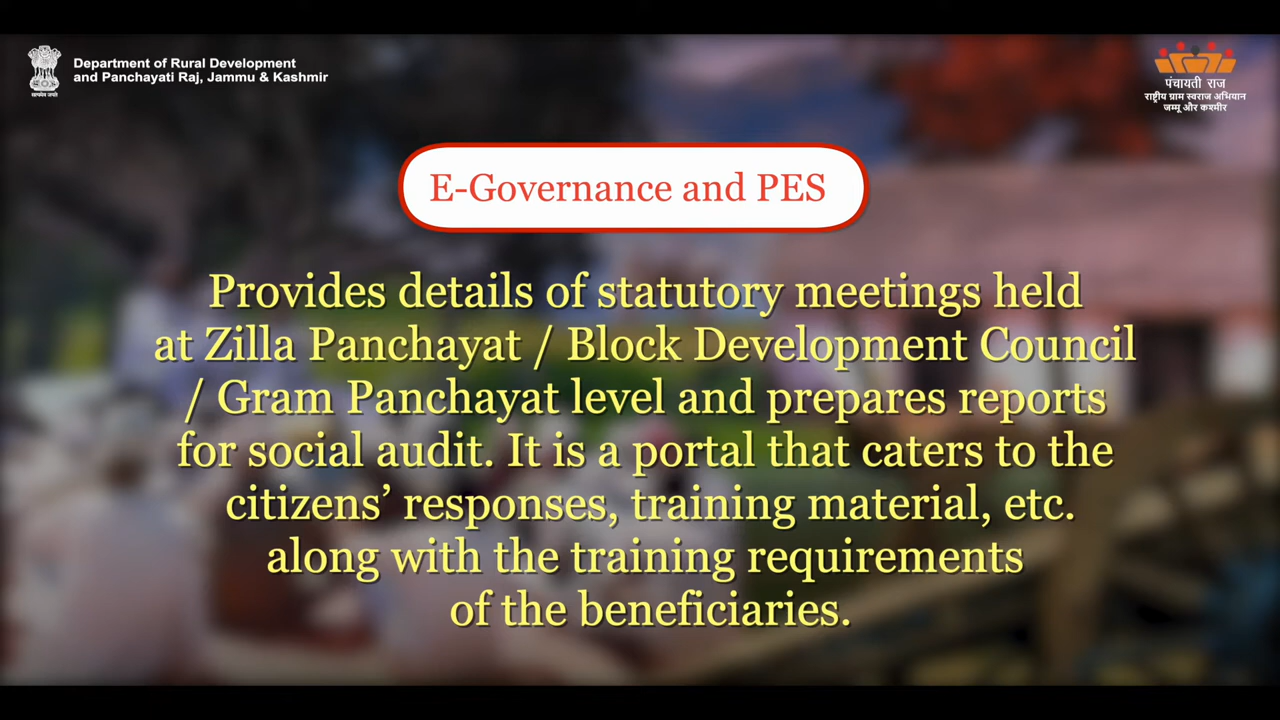 Department of Rural Development
and Panchayati Raj, Jammu & Kashmir
पंचायती राज
राष्ट्रीय ग्राम स्वराज अभियान
जम्मू और कश्मीर
E-Governance and PES
Provides details of statutory meetings held
at Zilla Panchayat / Block Development Council
/ Gram Panchayat level and prepares reports
for social audit. It is a portal that caters to the
citizens’ responses, training material, etc.
along with the training requirements
of the beneficiaries.